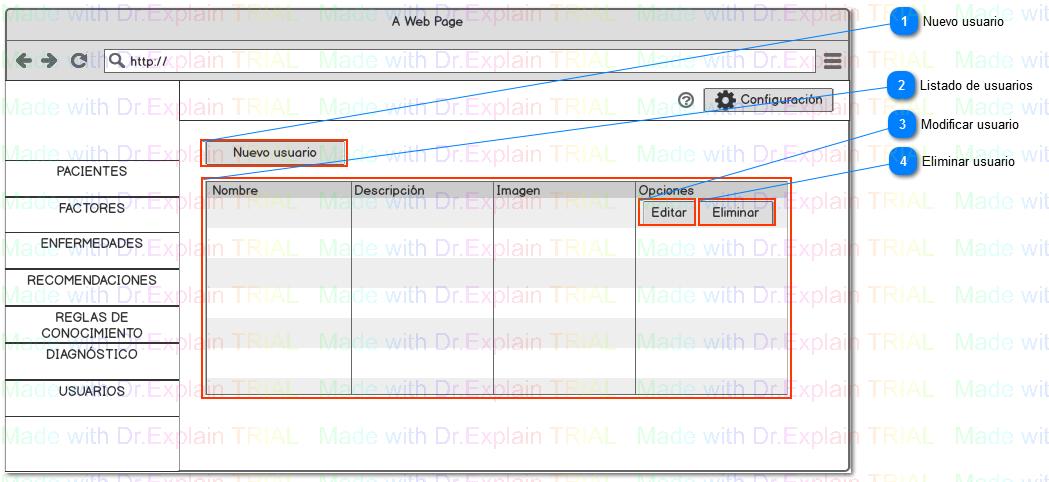 A Web Page
http://
Configuración
Nuevo usuario
PACIENTES
FACTORES
ENFERMEDADES
RECOMENDACIONES
REGLAS DE
CONOCIMIENTO
DIAGNÓSTICO
USUARIOS
Nombre Descripción Imagen Opciones
Editar Eliminar
1 Nuevo usuario
2 Listado de usuarios
3 Modificar usuario
4 Eliminar usuario
Made with Dr.Explain TRIAL